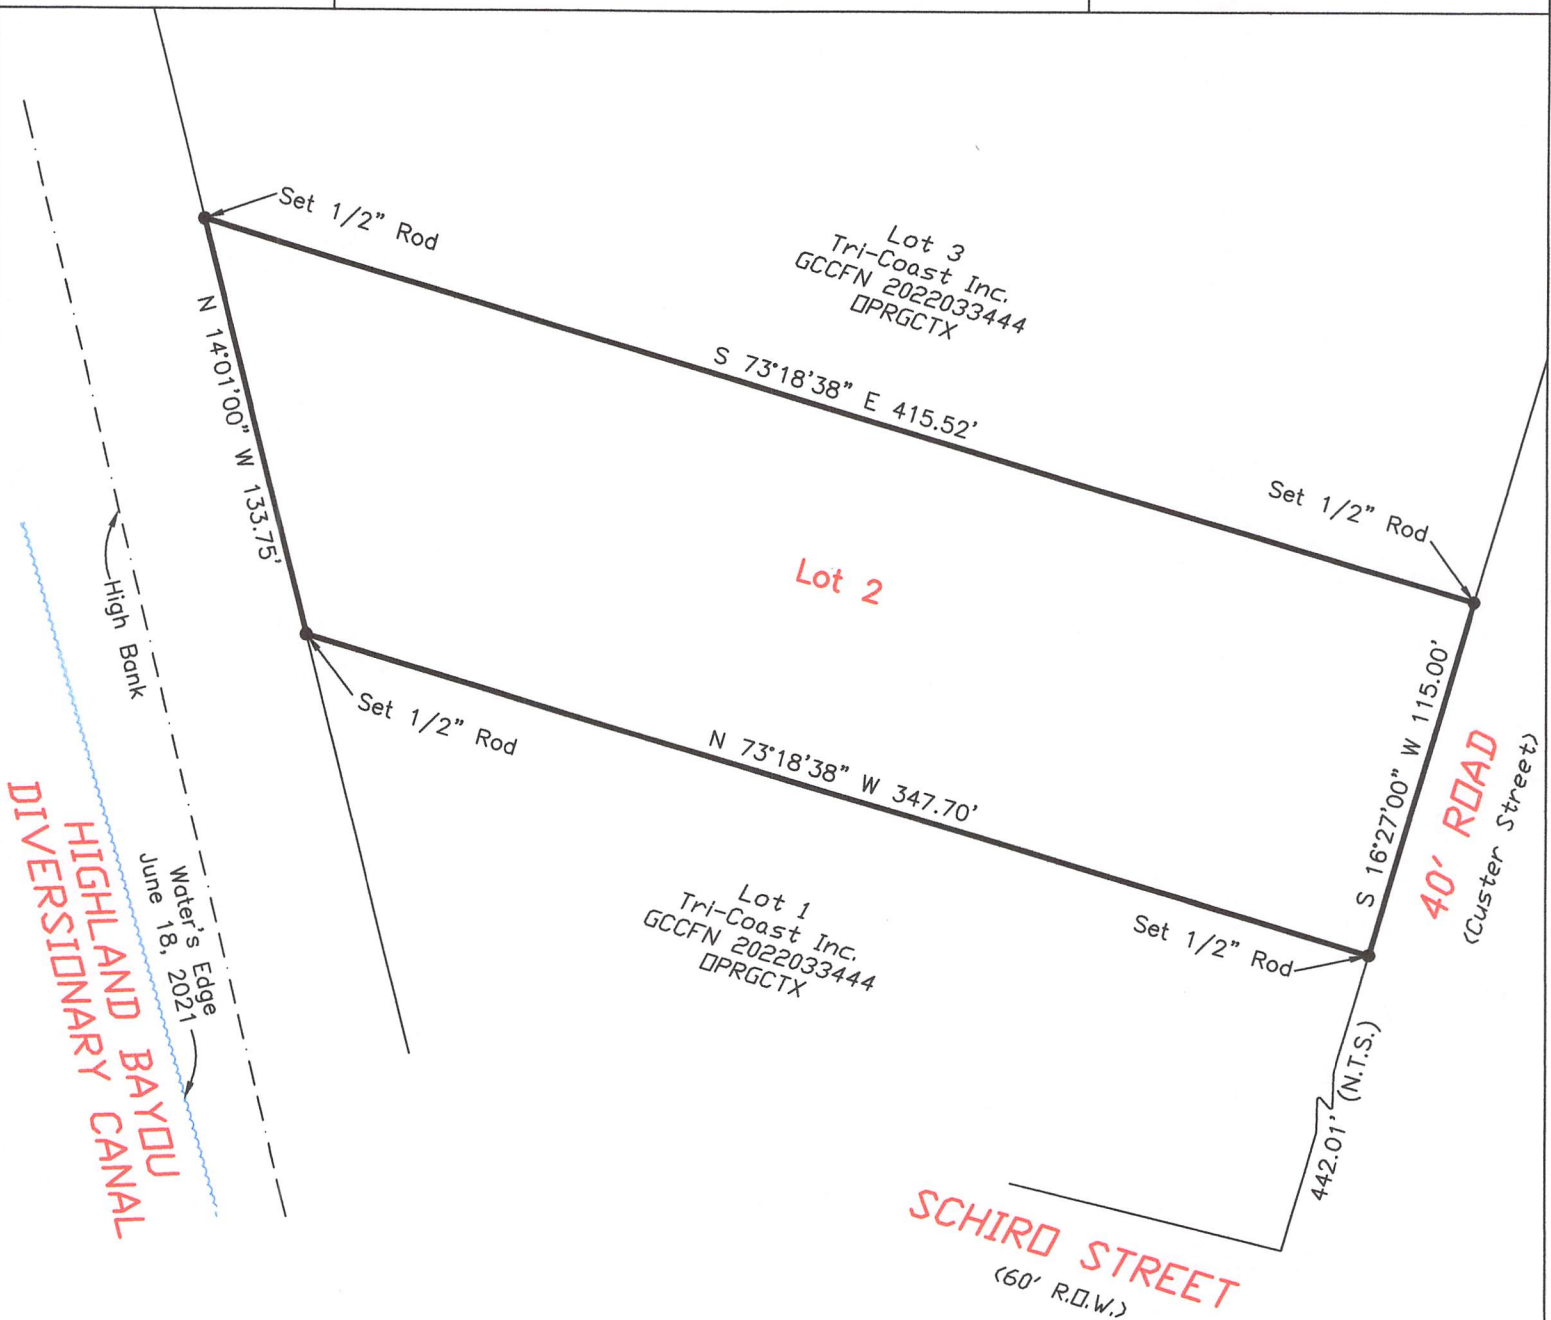 Set 1/2" Rod
Lot 3
Tri-Coast Inc.
GCCFN 2022033444
OPRGCTX
N 14°01'00" W 133.75'
S 73°18'38" E 415.52'
Set 1/2" Rod
Lot 2
High Bank
Set 1/2" Rod
N 73°18'38" W 347.70'
S 16°27'00" W 115.00'
40' ROAD
(Custer Street)
HIGHLAND BAYOU
DIVERSIONARY CANAL
Water's Edge
June 18, 2021
Lot 1
Tri-Coast Inc.
GCCFN 2022033444
OPRGCTX
Set 1/2" Rod
442.01' (N.T.S.)
SCHIRO STREET
(60' R.O.W.)